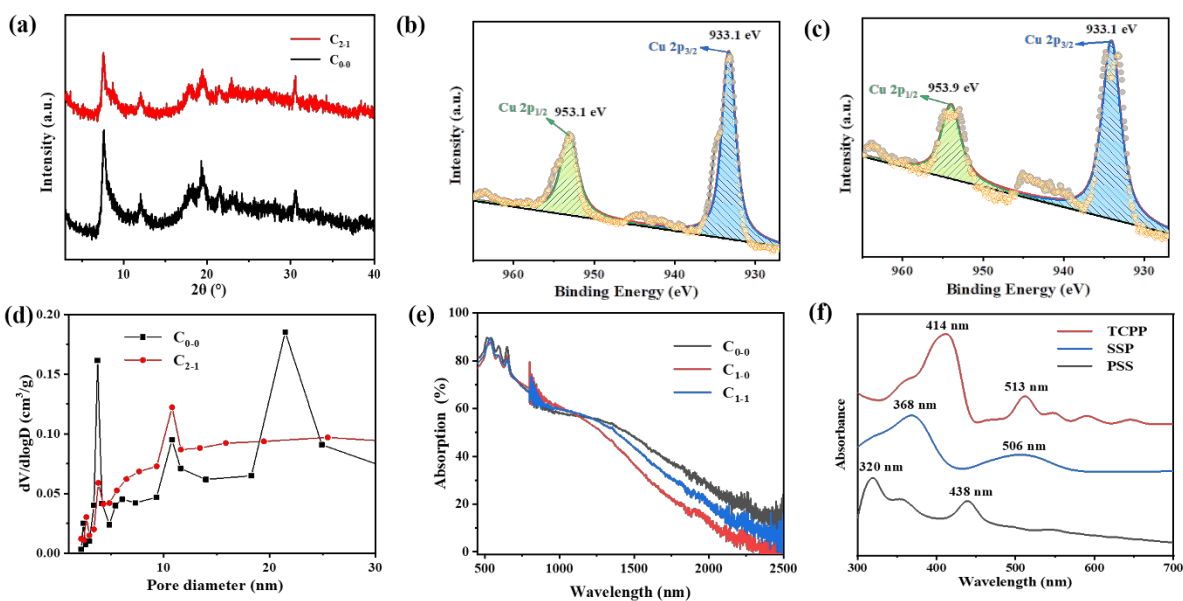 (a)
C₂₋₁
C₀₋₀
Intensity (a.u.)
10 20 30 40
2θ (°)
(b)
933.1 eV
Cu 2p₃/₂
953.1 eV
Cu 2p₁/₂
Intensity (a.u.)
960 950 940 930
Binding Energy (eV)
(c)
933.1 eV
Cu 2p₃/₂
953.9 eV
Cu 2p₁/₂
Intensity (a.u.)
960 950 940 930
Binding Energy (eV)
(d)
C₀₋₀
C₂₋₁
dV/dlogD (cm³/g)
0.20
0.15
0.10
0.05
0.00
10 20 30
Pore diameter (nm)
(e)
C₀₋₀
C₁₋₀
C₁₋₁
Absorption (%)
100
80
60
40
20
0
500 1000 1500 2000 2500
Wavelength (nm)
(f)
TCPP
SSP
PSS
414 nm
513 nm
368 nm
506 nm
320 nm
438 nm
Absorbance
300 400 500 600 700
Wavelength (nm)